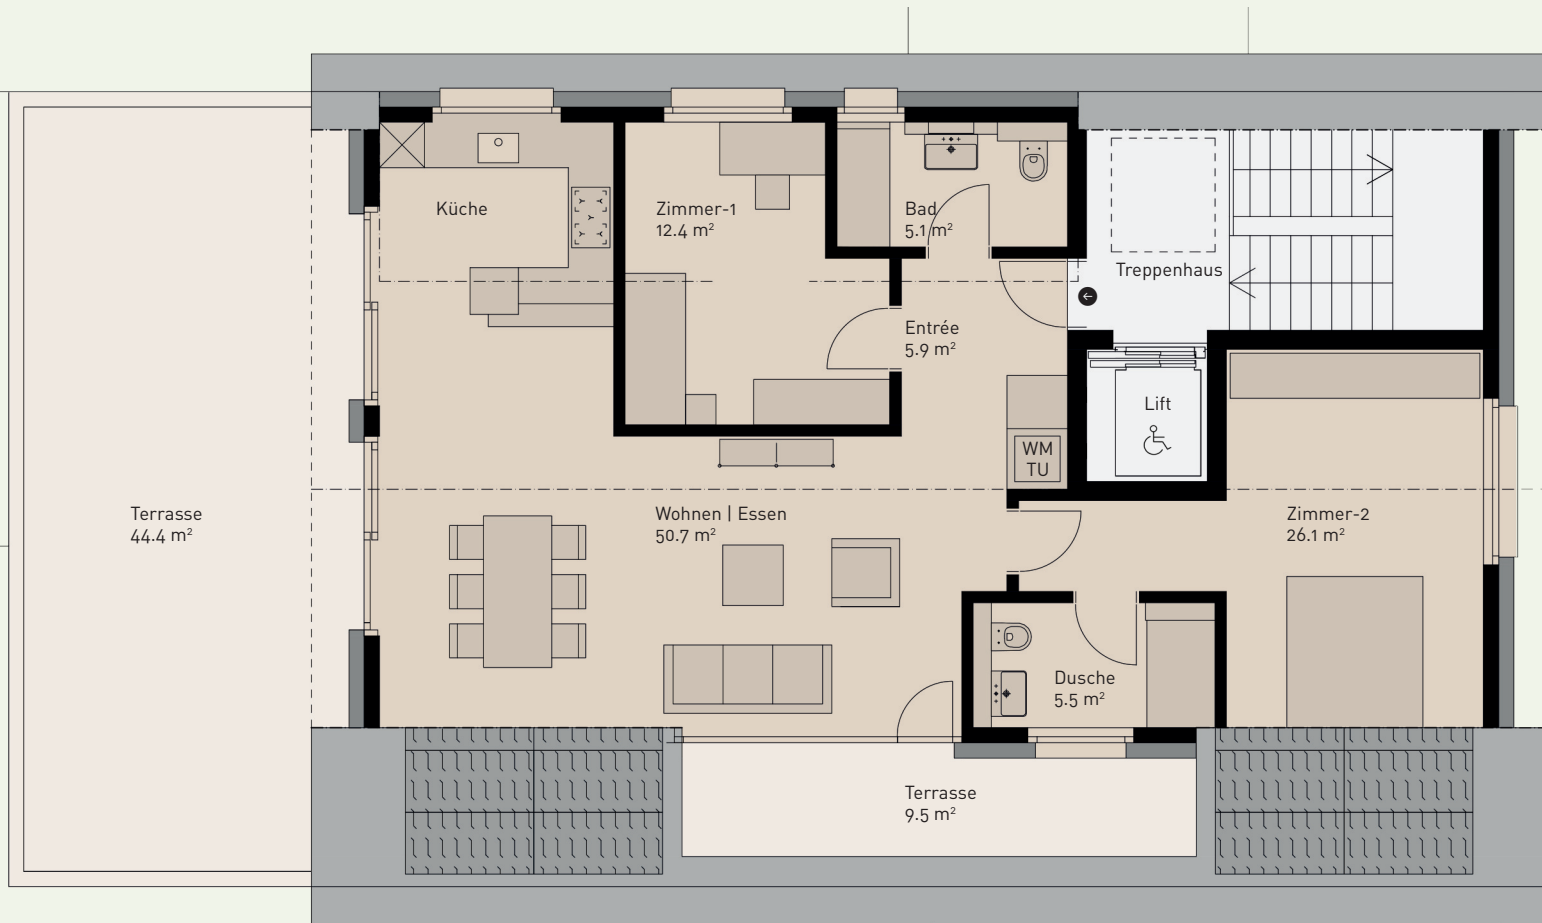 Küche
Zimmer-1
12.4 m²
Bad
5.1 m²
Treppenhaus
Entrée
5.9 m²
Lift
WM
TU
Terrasse
44.4 m²
Wohnen | Essen
50.7 m²
Zimmer-2
26.1 m²
Dusche
5.5 m²
Terrasse
9.5 m²